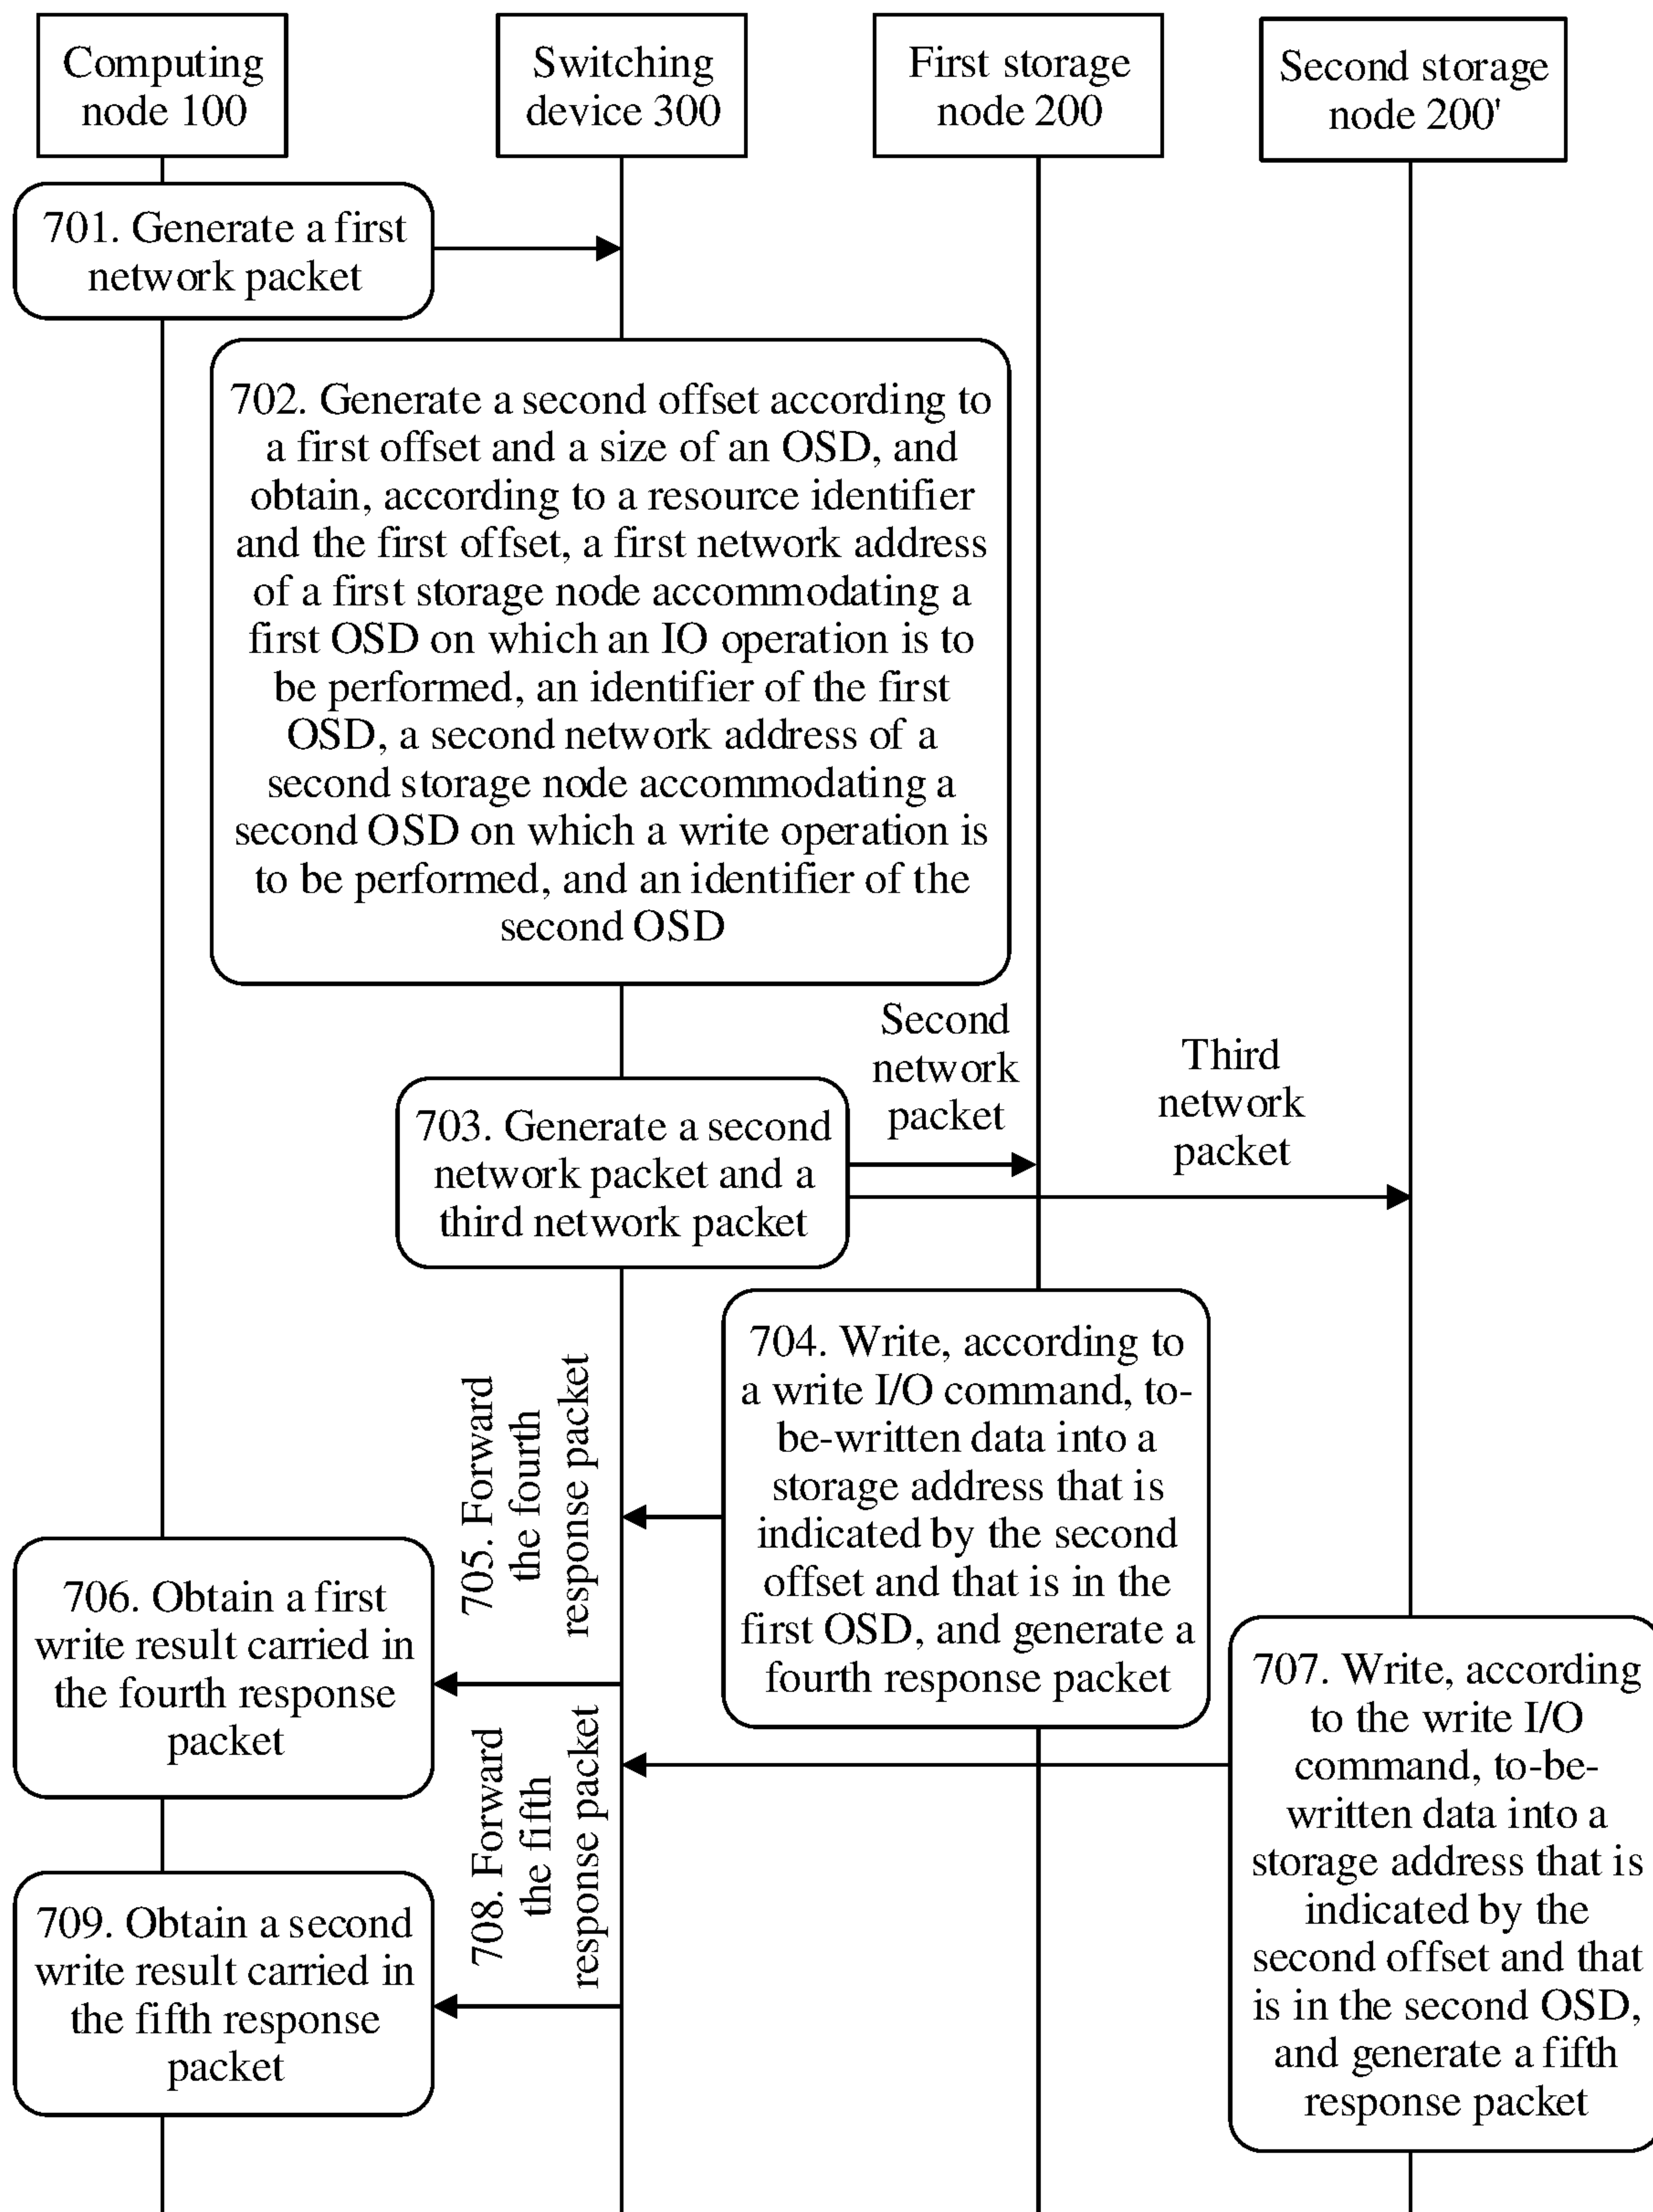 Computing
node 100
Switching
device 300
First storage
node 200
Second storage
node 200'
701. Generate a first
network packet
702. Generate a second offset according to
a first offset and a size of an OSD, and
obtain, according to a resource identifier
and the first offset, a first network address
of a first storage node accommodating a
first OSD on which an IO operation is to
be performed, an identifier of the first
OSD, a second network address of a
second storage node accommodating a
second OSD on which a write operation is
to be performed, and an identifier of the
second OSD
Second
network
packet
Third
network
packet
703. Generate a second
network packet and a
third network packet
704. Write, according to
a write I/O command, to-
be-written data into a
storage address that is
indicated by the second
offset and that is in the
first OSD, and generate a
fourth response packet
705. Forward
the fourth
response packet
706. Obtain a first
write result carried in
the fourth response
packet
707. Write, according
to the write I/O
command, to-be-
written data into a
storage address that is
indicated by the
second offset and that
is in the second OSD,
and generate a fifth
response packet
708. Forward
the fifth
response packet
709. Obtain a second
write result carried in
the fifth response
packet